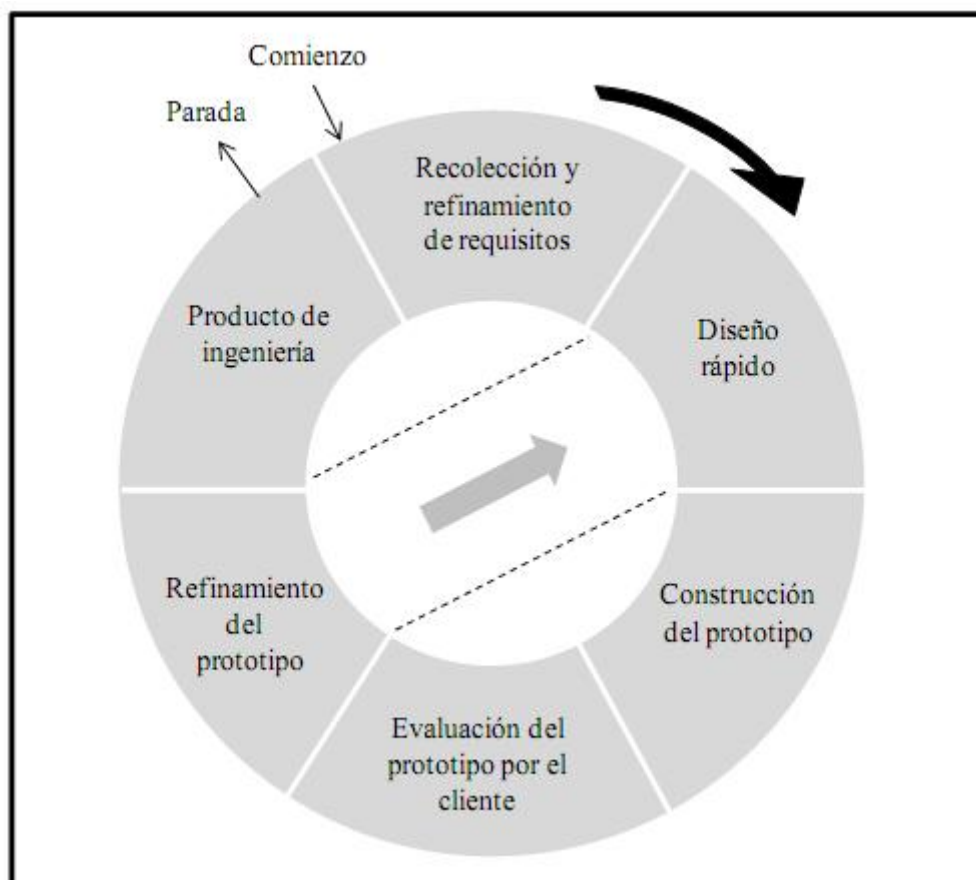 Comienzo
Parada
Recolección y
refinamiento
de requisitos
Diseño
rápido
Construcción
del prototipo
Evaluación del
prototipo por el
cliente
Refinamiento
del
prototipo
Producto de
ingeniería